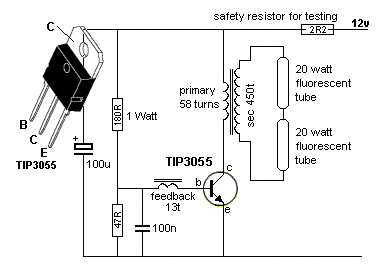 safety resistor for testing
12v
2R2
C
B
C
E
TIP3055
+
100u
180R
1 Watt
primary
58 turns
sec 450t
20 watt
fluorescent
tube
20 watt
fluorescent
tube
TIP3055
c
b
e
feedback
13t
47R
100n